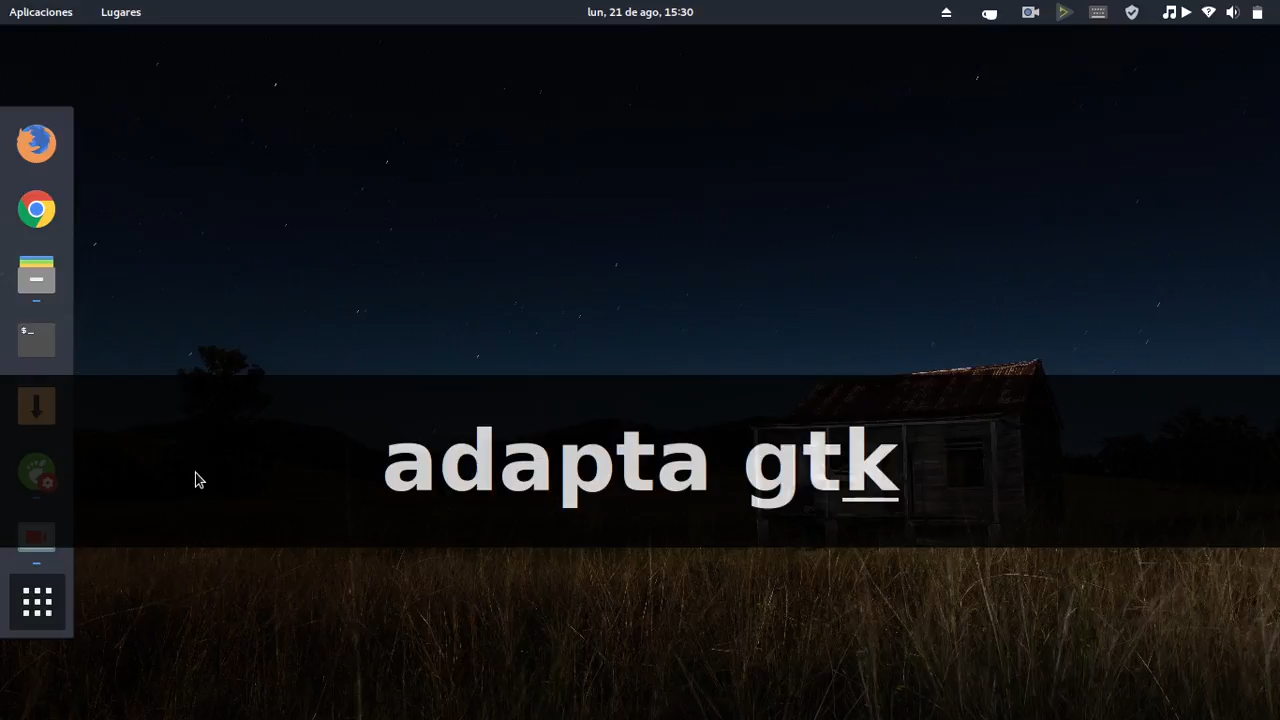 Aplicaciones Lugares lun, 21 de ago, 15:30
$_
adapta gtk